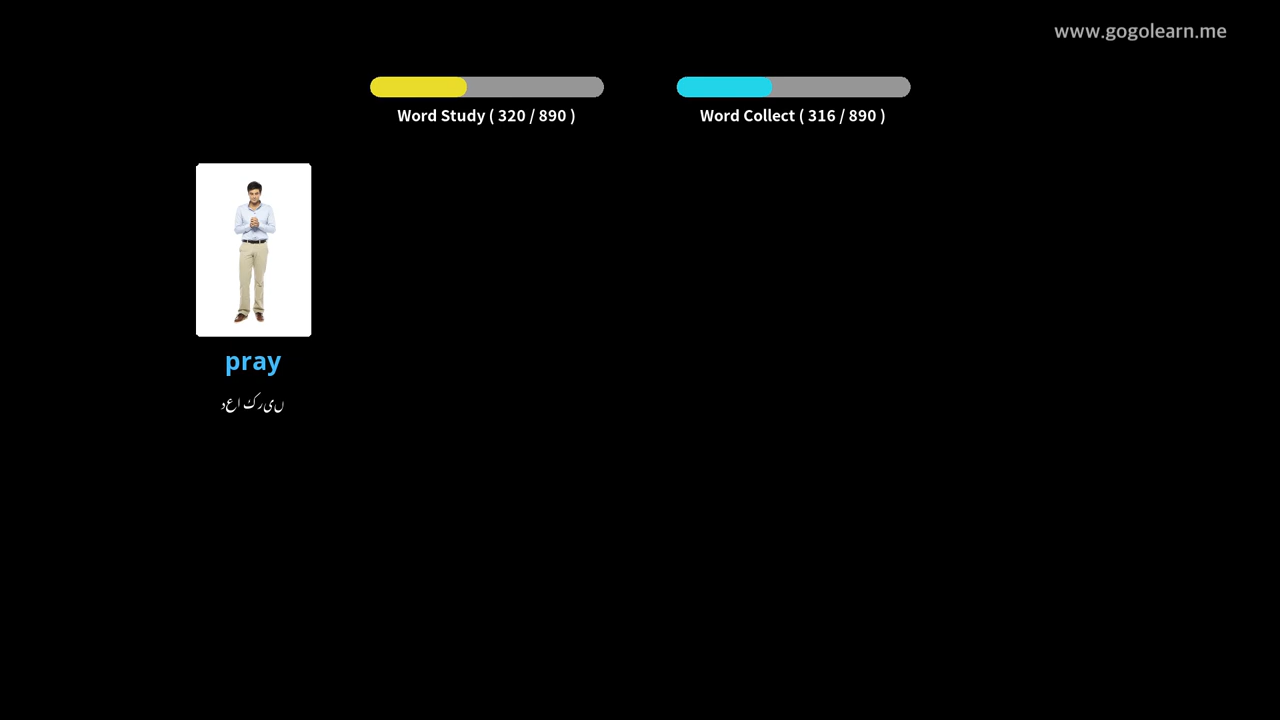 www.gogolearn.me
Word Study ( 320 / 890 )
Word Collect ( 316 / 890 )
pray
دعا کریں